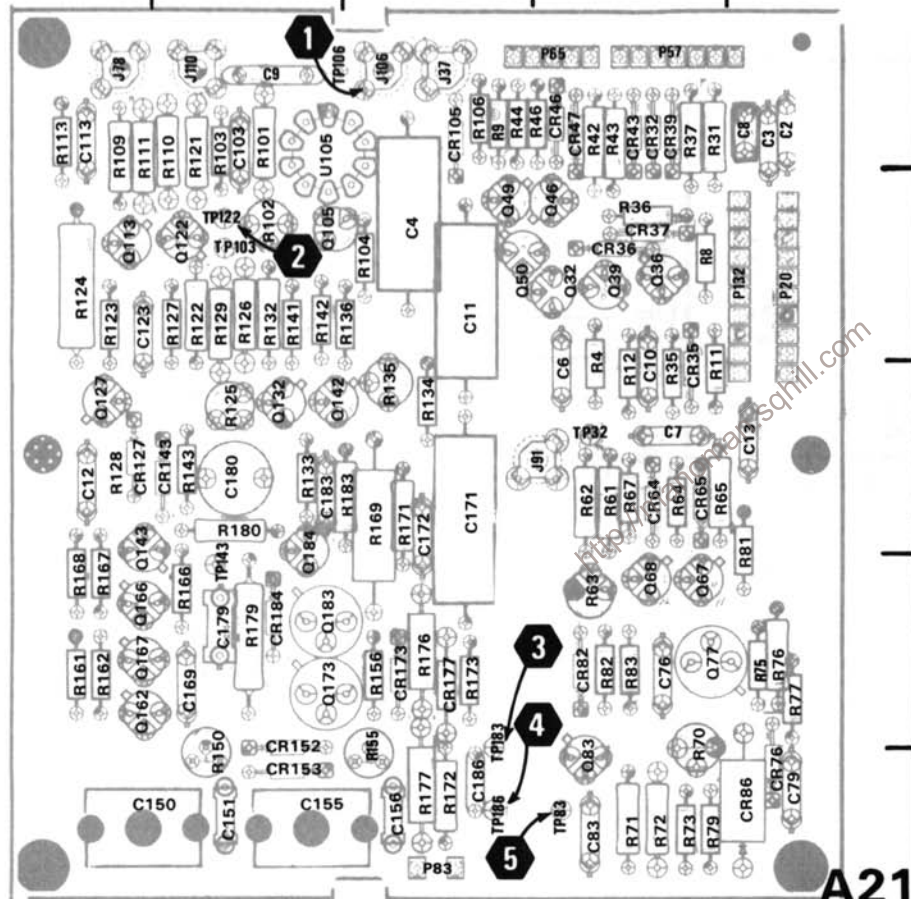 1
J78
J110
C9
TP106
J106
J37
P65
P57
R113
C113
R109
R111
R110
R121
R103
C103
R101
U105
CR105
R106
R9
R44
R46
CR46
CR47
R42
R43
CR43
CR32
CR39
R37
R31
C8
C3
C2
C4
Q49
Q46
R36
CR37
CR36
R8
P132
P20
TP122
R102
Q105
TP103
2
Q113
Q122
R104
R124
Q50
Q32
Q39
Q36
C11
R123
C123
R127
R122
R129
R126
R132
R141
R142
R136
C6
R4
R12
C10
R35
CR35
R11
Q127
R125
Q132
Q142
R135
R134
TP32
C7
C13
J91
C12
R128
CR127
CR143
R143
C180
R133
C183
R183
R169
R171
C172
C171
R62
R61
R67
CR64
R64
CR65
R65
R180
R81
R168
R167
Q143
R166
TP143
Q184
R63
Q68
Q67
Q166
C179
R179
CR184
Q183
R176
3
R161
R162
Q167
Q162
C169
Q173
R156
CR173
CR177
R173
CR82
R82
R83
C76
Q77
R75
R76
R77
4
TP183
R150
CR152
CR153
R155
R177
R172
C186
Q83
R70
CR76
C79
C150
C151
C155
C156
TP186
TP83
C83
R71
R72
R73
R79
CR86
5
P83
A21
http://manoman.sqhill.com